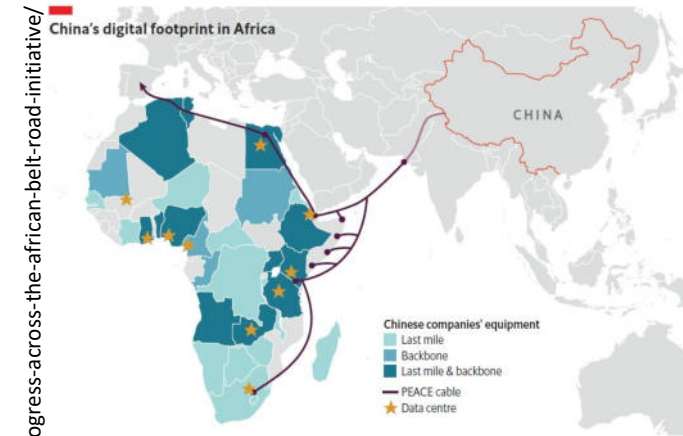 ogress-across-the-african-belt-road-initiative/
China's digital footprint in Africa
CHINA
Chinese companies' equipment
Last mile
Backbone
Last mile & backbone
PEACE cable
Data centre